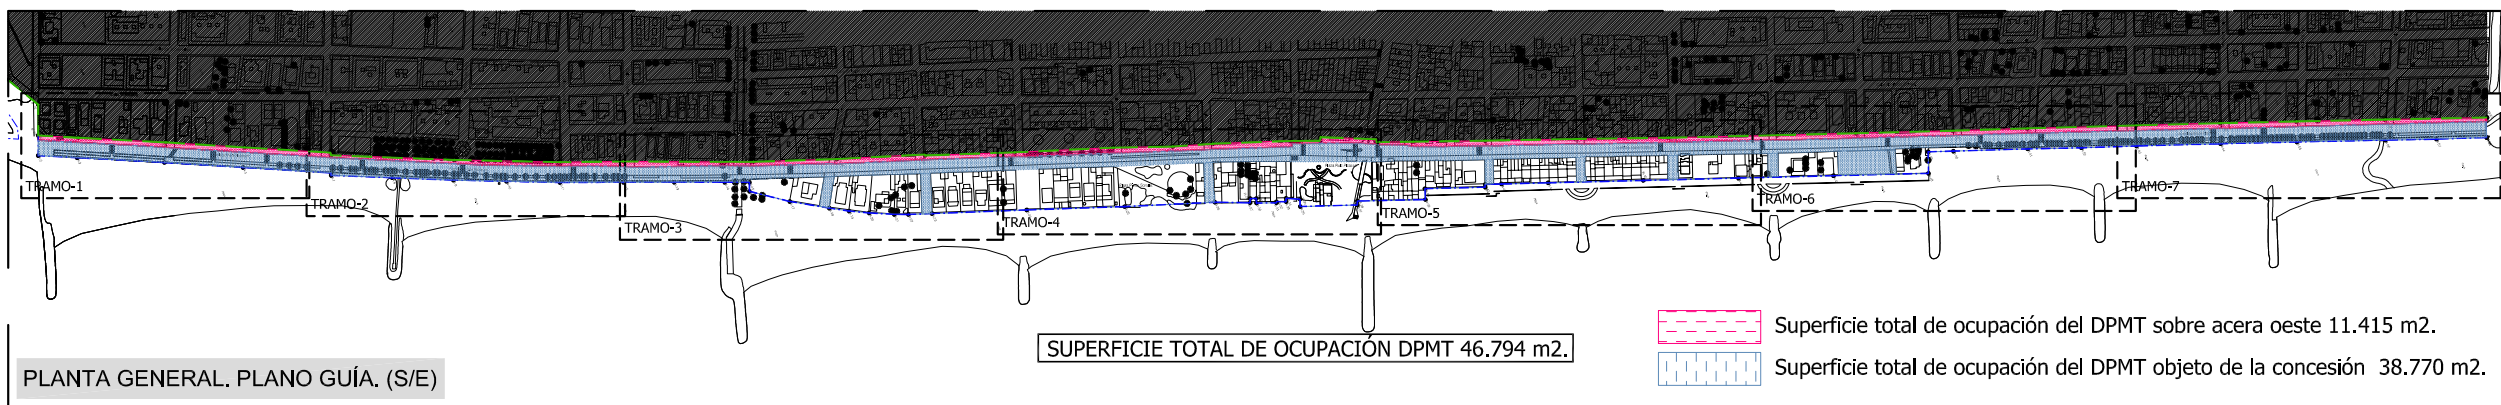 TRAMO-1
TRAMO-2
TRAMO-3
TRAMO-4
TRAMO-5
TRAMO-6
TRAMO-7
SUPERFICIE TOTAL DE OCUPACIÓN DPMT 46.794 m2.
Superficie total de ocupación del DPMT sobre acera oeste 11.415 m2.
Superficie total de ocupación del DPMT objeto de la concesión 38.770 m2.
PLANTA GENERAL. PLANO GUÍA. (S/E)